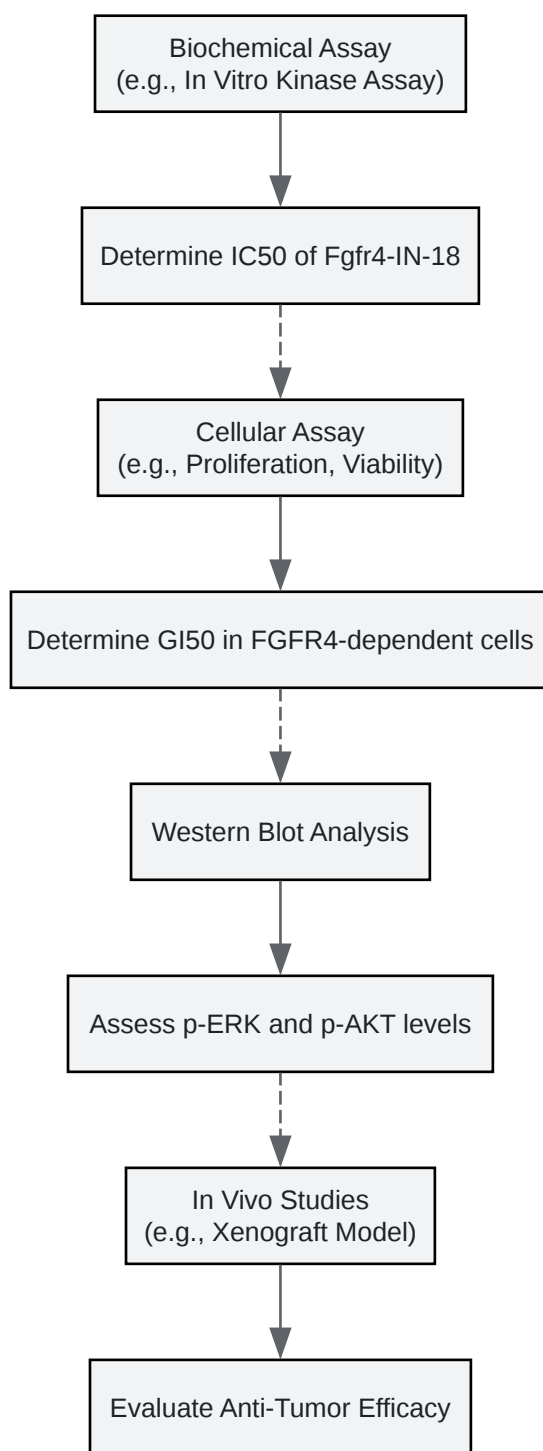 Biochemical Assay
(e.g., In Vitro Kinase Assay)
Determine IC50 of Fgfr4-IN-18
Cellular Assay
(e.g., Proliferation, Viability)
Determine GI50 in FGFR4-dependent cells
Western Blot Analysis
Assess p-ERK and p-AKT levels
In Vivo Studies
(e.g., Xenograft Model)
Evaluate Anti-Tumor Efficacy